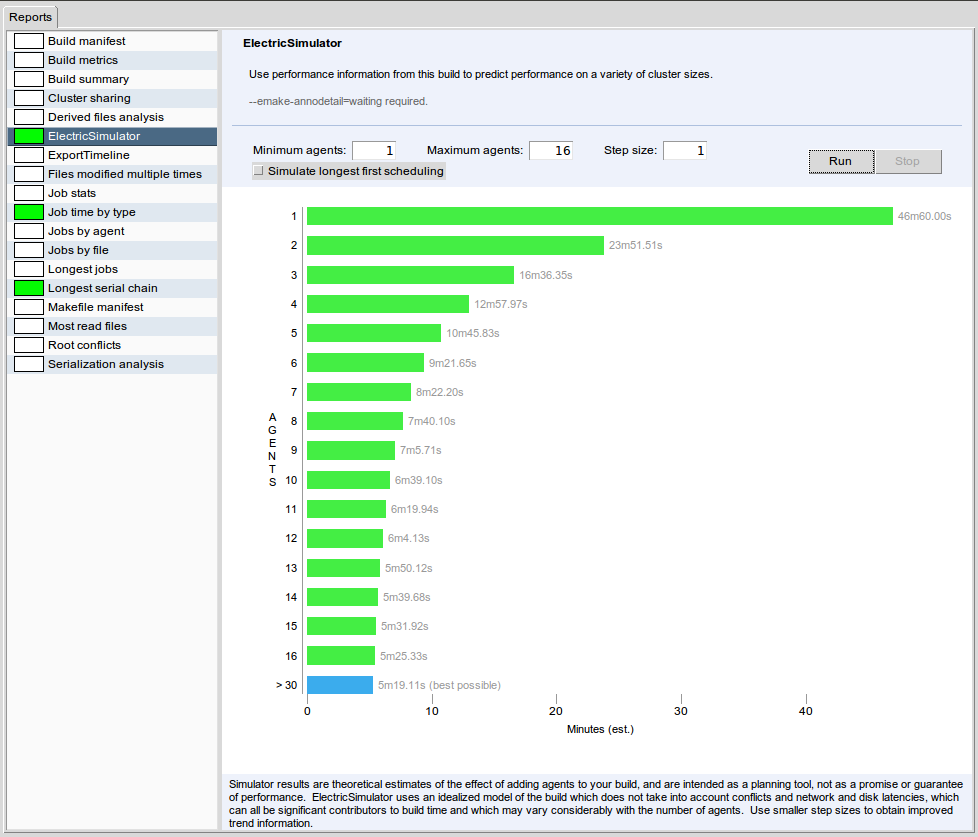 Reports
Build manifest
Build metrics
Build summary
Cluster sharing
Derived files analysis
ElectricSimulator
ExportTimeline
Files modified multiple times
Job stats
Job time by type
Jobs by agent
Jobs by file
Longest jobs
Longest serial chain
Makefile manifest
Most read files
Root conflicts
Serialization analysis
ElectricSimulator
Use performance information from this build to predict performance on a variety of cluster sizes.
--emake-annodetail=waiting required.
Minimum agents: 1 Maximum agents: 16 Step size: 1 Run Stop
Simulate longest first scheduling
AGENTS
1 46m60.00s
2 23m51.51s
3 16m36.35s
4 12m57.97s
5 10m45.83s
6 9m21.65s
7 8m22.20s
8 7m40.10s
9 7m5.71s
10 6m39.10s
11 6m19.94s
12 6m4.13s
13 5m50.12s
14 5m39.68s
15 5m31.92s
16 5m25.33s
> 30 5m19.11s (best possible)
0 10 20 30 40
Minutes (est.)
Simulator results are theoretical estimates of the effect of adding agents to your build, and are intended as a planning tool, not as a promise or guarantee
of performance. ElectricSimulator uses an idealized model of the build which does not take into account conflicts and network and disk latencies, which
can all be significant contributors to build time and which may vary considerably with the number of agents. Use smaller step sizes to obtain improved
trend information.